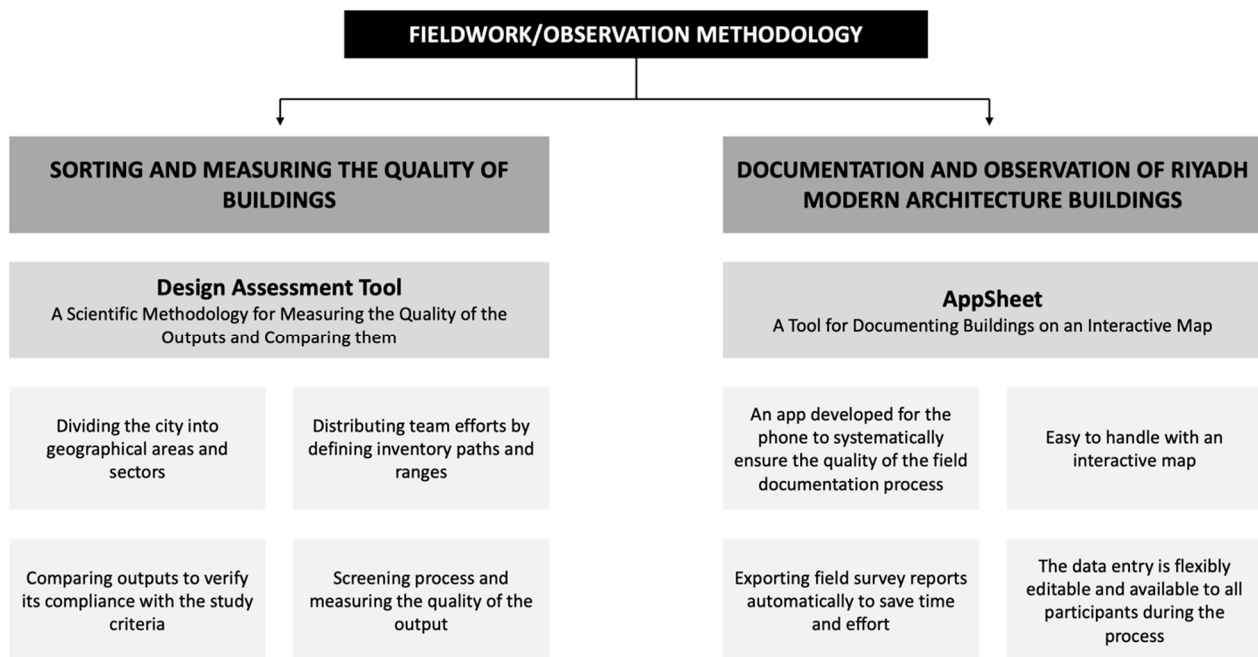 FIELDWORK/OBSERVATION METHODOLOGY
SORTING AND MEASURING THE QUALITY OF
BUILDINGS
Design Assessment Tool
A Scientific Methodology for Measuring the Quality of the
Outputs and Comparing them
Dividing the city into
geographical areas and
sectors
Distributing team efforts by
defining inventory paths and
ranges
Comparing outputs to verify
its compliance with the study
criteria
Screening process and
measuring the quality of the
output
DOCUMENTATION AND OBSERVATION OF RIYADH
MODERN ARCHITECTURE BUILDINGS
AppSheet
A Tool for Documenting Buildings on an Interactive Map
An app developed for the
phone to systematically
ensure the quality of the field
documentation process
Easy to handle with an
interactive map
Exporting field survey reports
automatically to save time
and effort
The data entry is flexibly
editable and available to all
participants during the
process